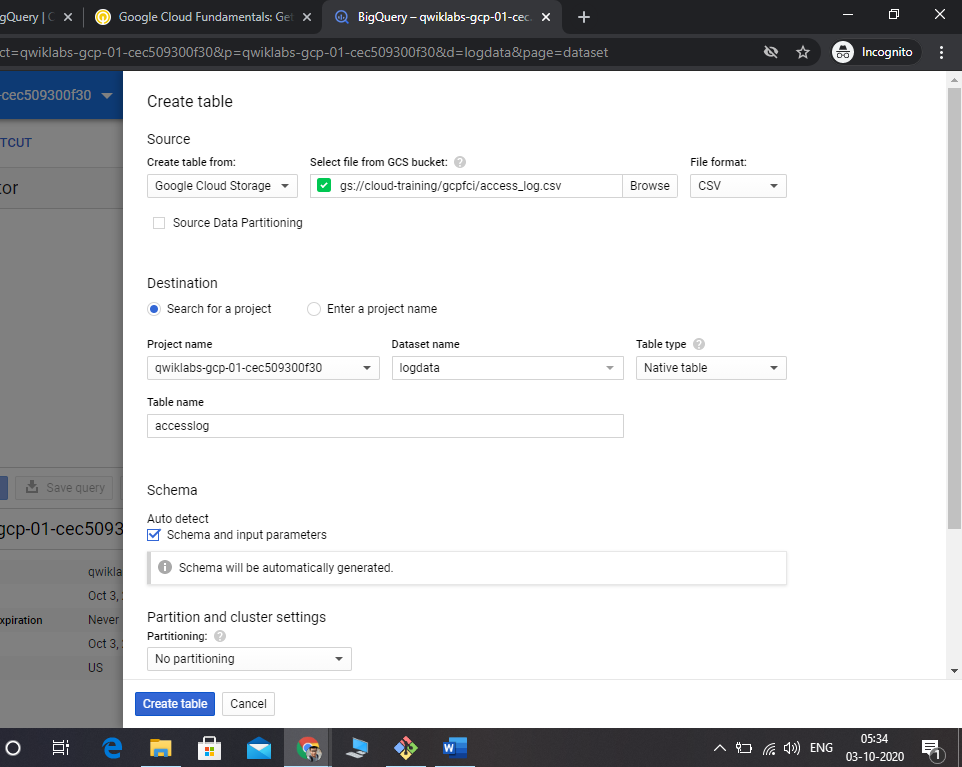 gQuery | C
Google Cloud Fundamentals: Get
BigQuery – qwiklabs-gcp-01-cec
ct=qwiklabs-gcp-01-cec509300f30&p=qwiklabs-gcp-01-cec509300f30&d=logdata&page=dataset
Incognito
-cec509300f30
TCUT
tor
Create table
Source
Create table from: Select file from GCS bucket: File format:
Google Cloud Storage gs://cloud-training/gcpfci/access_log.csv Browse CSV
Source Data Partitioning
Destination
Search for a project Enter a project name
Project name Dataset name Table type
qwiklabs-gcp-01-cec509300f30 logdata Native table
Table name
accesslog
Save query
Schema
gcp-01-cec5093
Auto detect
Schema and input parameters
Schema will be automatically generated.
qwikla
Oct 3,
xpiration Never
Oct 3,
US
Partition and cluster settings
Partitioning:
No partitioning
Create table Cancel
ENG
05:34
03-10-2020
1